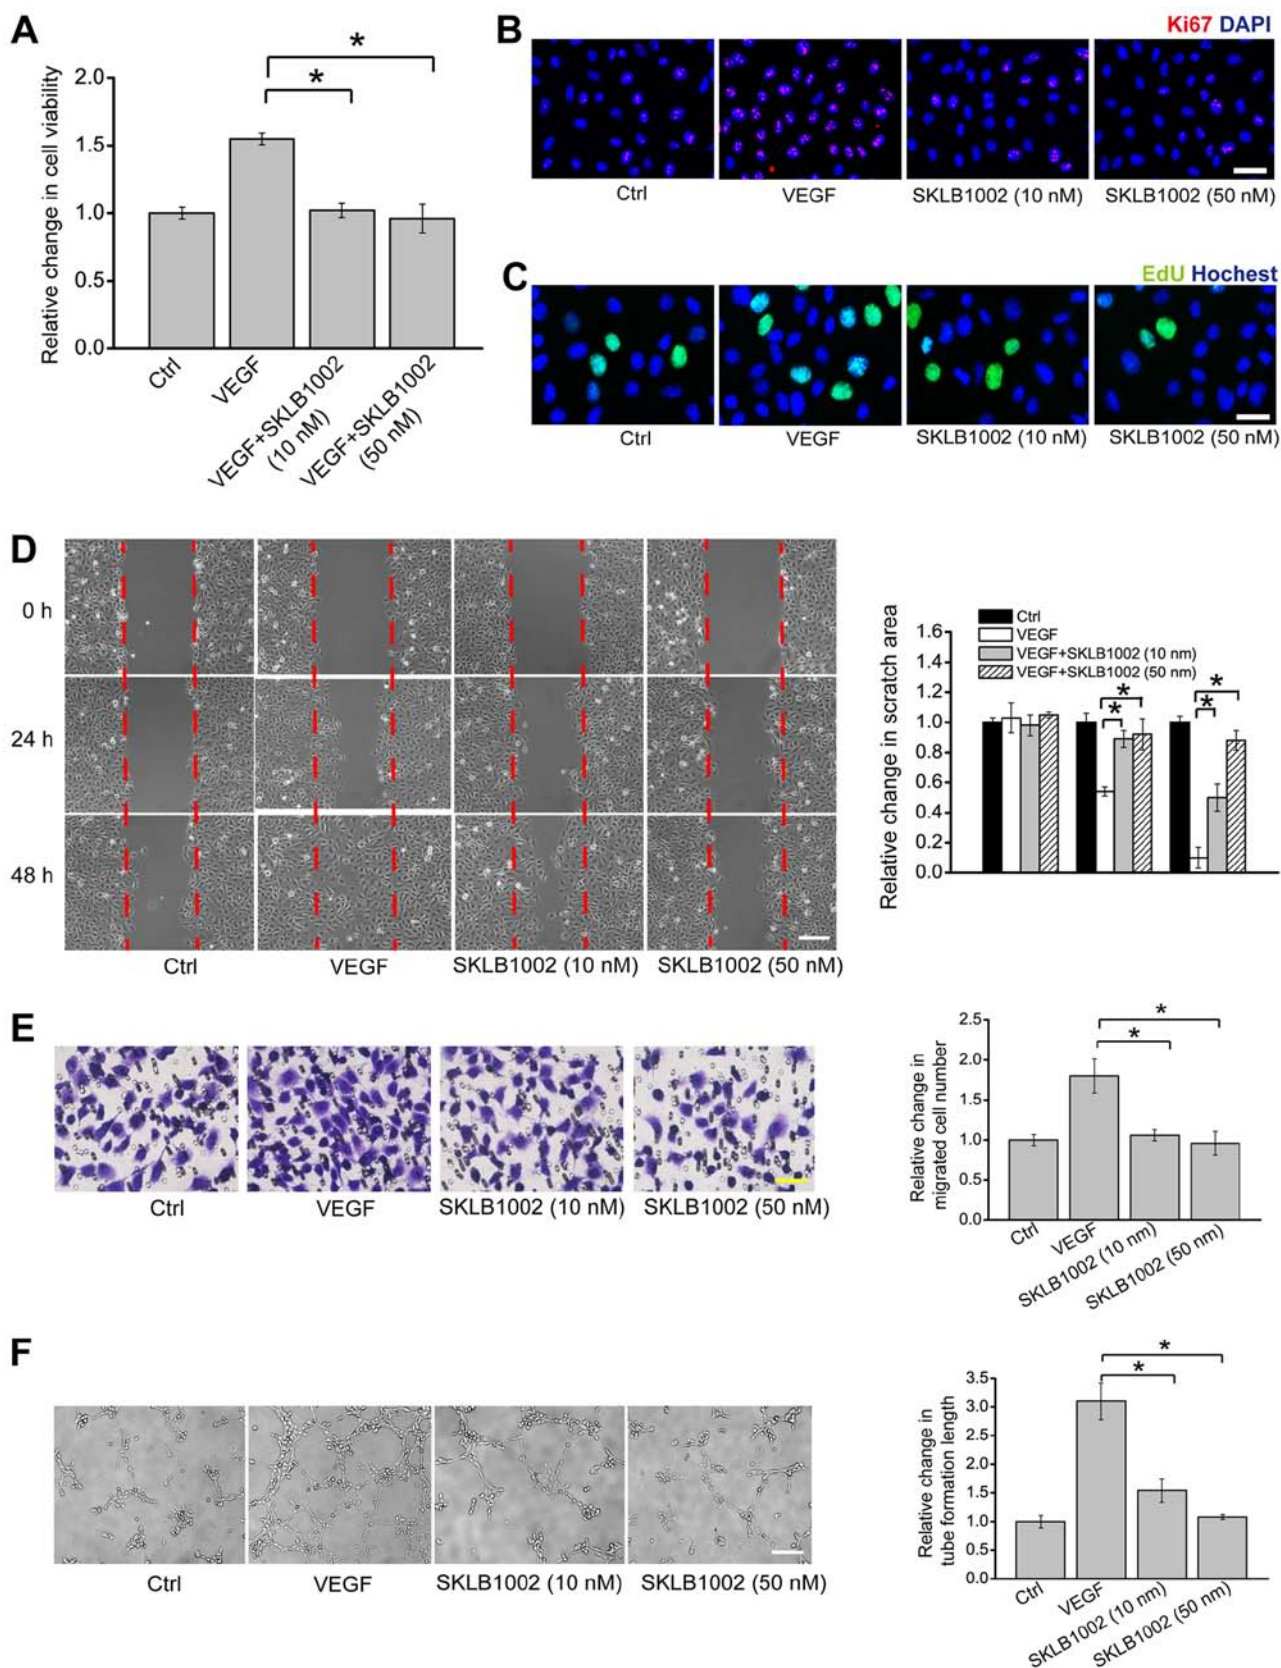 A
Relative change in cell viability
2.0
1.5
1.0
0.5
0.0
*
*
Ctrl
VEGF
VEGF+SKLB1002
(10 nM)
VEGF+SKLB1002
(50 nM)
B
Ki67 DAPI
Ctrl
VEGF
SKLB1002 (10 nM)
SKLB1002 (50 nM)
C
EdU Hochest
Ctrl
VEGF
SKLB1002 (10 nM)
SKLB1002 (50 nM)
D
0 h
24 h
48 h
Ctrl
VEGF
SKLB1002 (10 nM)
SKLB1002 (50 nM)
Relative change in scratch area
1.6
1.4
1.2
1.0
0.8
0.6
0.4
0.2
0.0
Ctrl
VEGF
VEGF+SKLB1002 (10 nm)
VEGF+SKLB1002 (50 nm)
*
*
*
*
E
Ctrl
VEGF
SKLB1002 (10 nM)
SKLB1002 (50 nM)
Relative change in
migrated cell number
2.5
2.0
1.5
1.0
0.5
0.0
*
*
Ctrl
VEGF
SKLB1002 (10 nm)
SKLB1002 (50 nm)
F
Ctrl
VEGF
SKLB1002 (10 nM)
SKLB1002 (50 nM)
Relative change in
tube formation length
3.5
3.0
2.5
2.0
1.5
1.0
0.5
0.0
*
*
Ctrl
VEGF
SKLB1002 (10 nm)
SKLB1002 (50 nm)